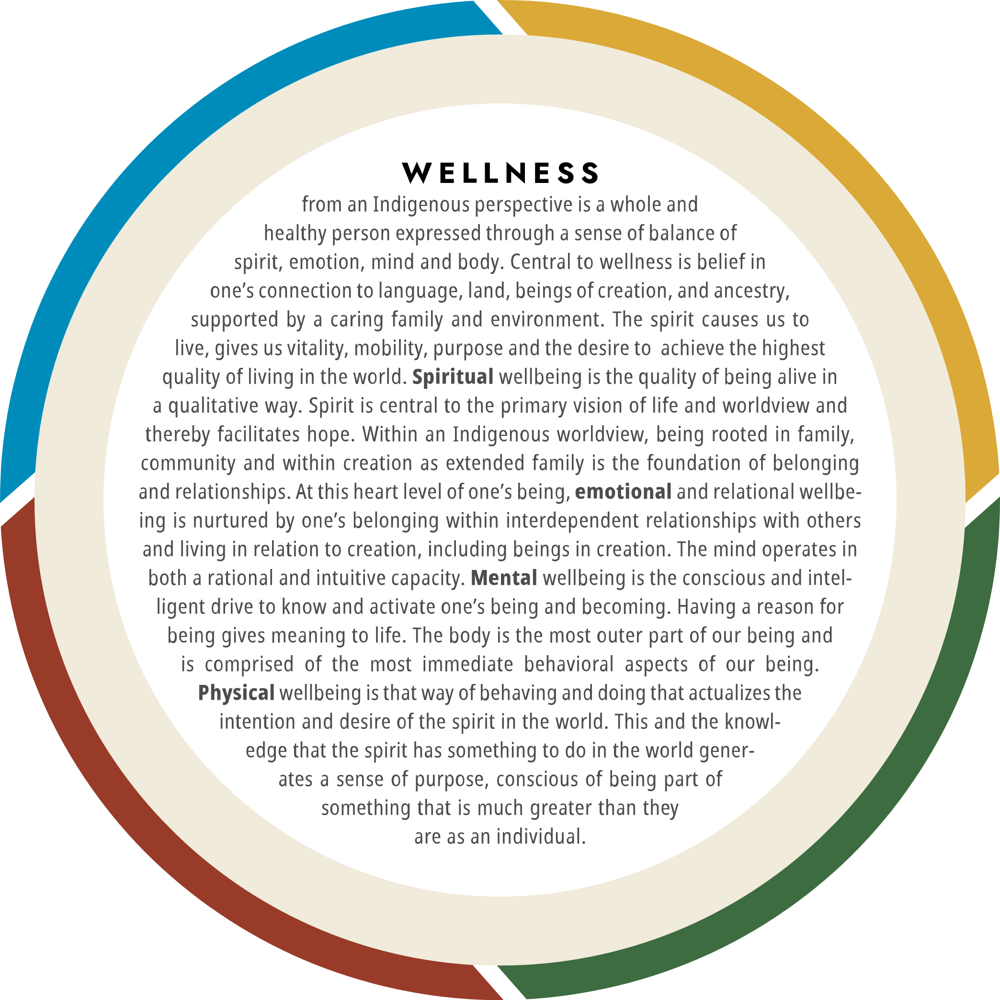 WELLNESS
from an Indigenous perspective is a whole and
healthy person expressed through a sense of balance of
spirit, emotion, mind and body. Central to wellness is belief in
one’s connection to language, land, beings of creation, and ancestry,
supported by a caring family and environment. The spirit causes us to
live, gives us vitality, mobility, purpose and the desire to achieve the highest
quality of living in the world. Spiritual wellbeing is the quality of being alive in
a qualitative way. Spirit is central to the primary vision of life and worldview and
thereby facilitates hope. Within an Indigenous worldview, being rooted in family,
community and within creation as extended family is the foundation of belonging
and relationships. At this heart level of one’s being, emotional and relational wellbe-
ing is nurtured by one’s belonging within interdependent relationships with others
and living in relation to creation, including beings in creation. The mind operates in
both a rational and intuitive capacity. Mental wellbeing is the conscious and intel-
ligent drive to know and activate one’s being and becoming. Having a reason for
being gives meaning to life. The body is the most outer part of our being and
is comprised of the most immediate behavioral aspects of our being.
Physical wellbeing is that way of behaving and doing that actualizes the
intention and desire of the spirit in the world. This and the knowl-
edge that the spirit has something to do in the world gener-
ates a sense of purpose, conscious of being part of
something that is much greater than they
are as an individual.